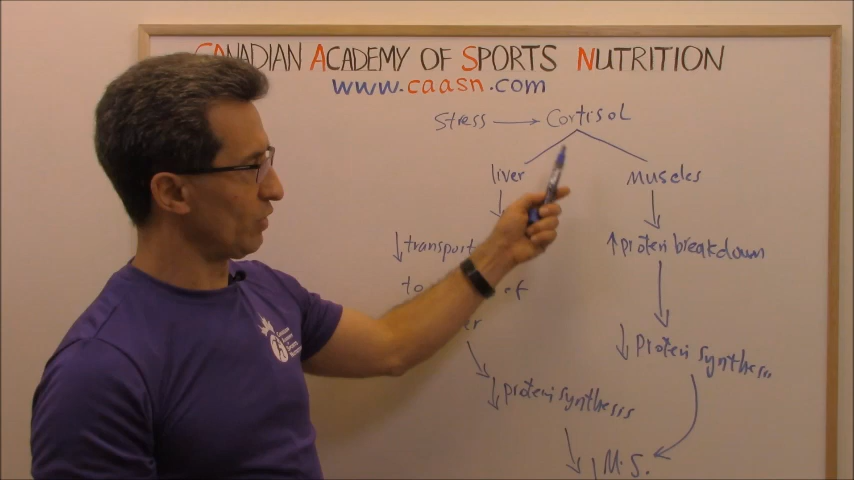 CANADIAN ACADEMY OF SPORTS NUTRITION
www.caasn.com
Stress → Cortisol
liver
Muscles
↓ transport
↑ protein breakdown
to
↓ protein synthesis
↓ protein synthesis
↓ M.S.